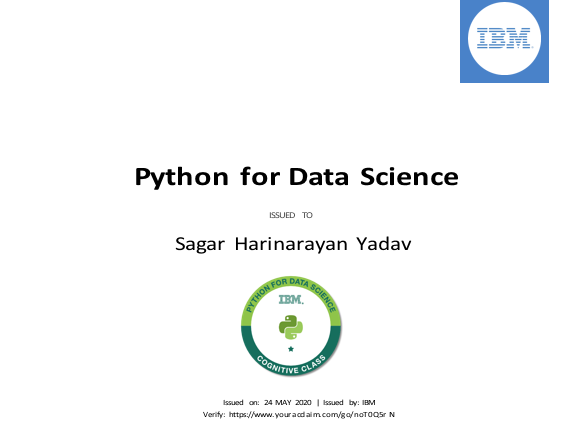 IBM.
Python for Data Science
ISSUED TO
Sagar Harinarayan Yadav
PYTHON FOR DATA SCIENCE
IBM.
COGNITIVE CLASS
Issued on: 24 MAY 2020 | Issued by: IBM
Verify: https://www.youracclaim.com/go/noT0Q5r N